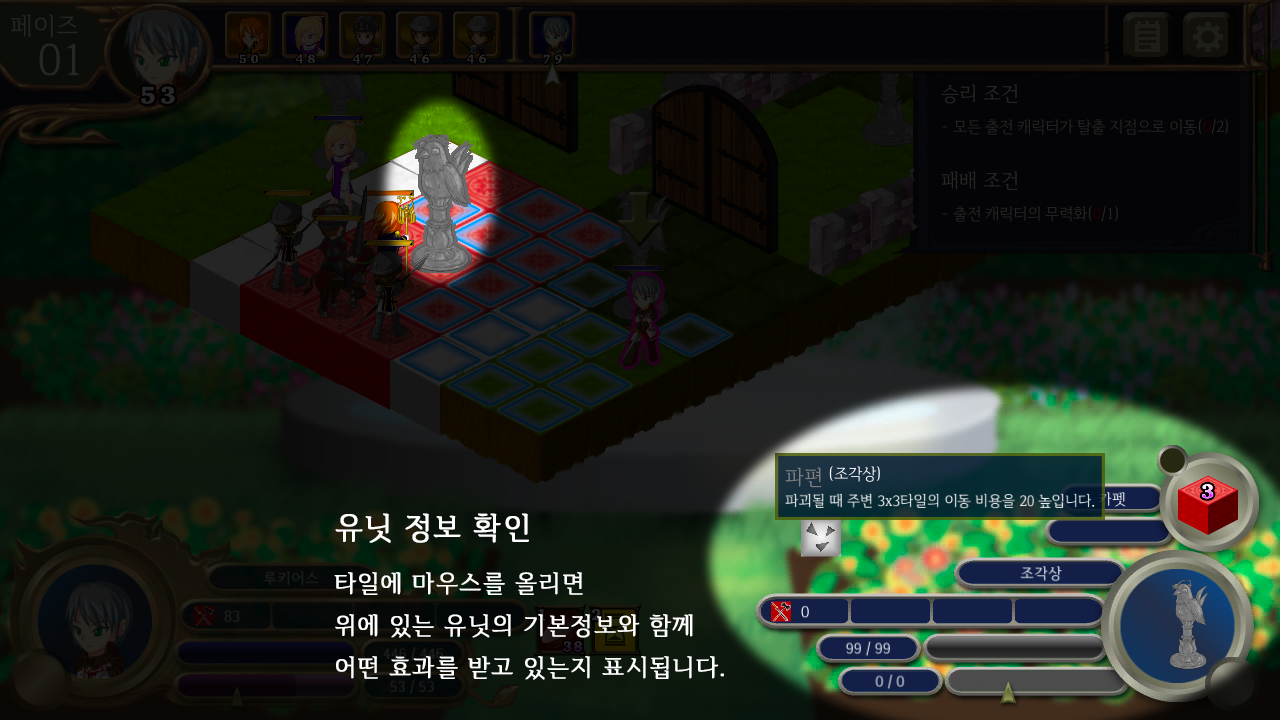 페이즈
01
53
50
48
47
46
46
79
승리 조건
- 모든 출전 캐릭터가 탈출 지점으로 이동(0/2)
패배 조건
- 출전 캐릭터의 무력화(0/1)
파편 (조각상)
파괴될 때 주변 3x3타일의 이동 비용을 20 높입니다.
카펫
3
조각상
0
99 / 99
0 / 0
유닛 정보 확인
타일에 마우스를 올리면
위에 있는 유닛의 기본정보와 함께
어떤 효과를 받고 있는지 표시됩니다.
루키어스
83
38
446 / 446
53 / 53